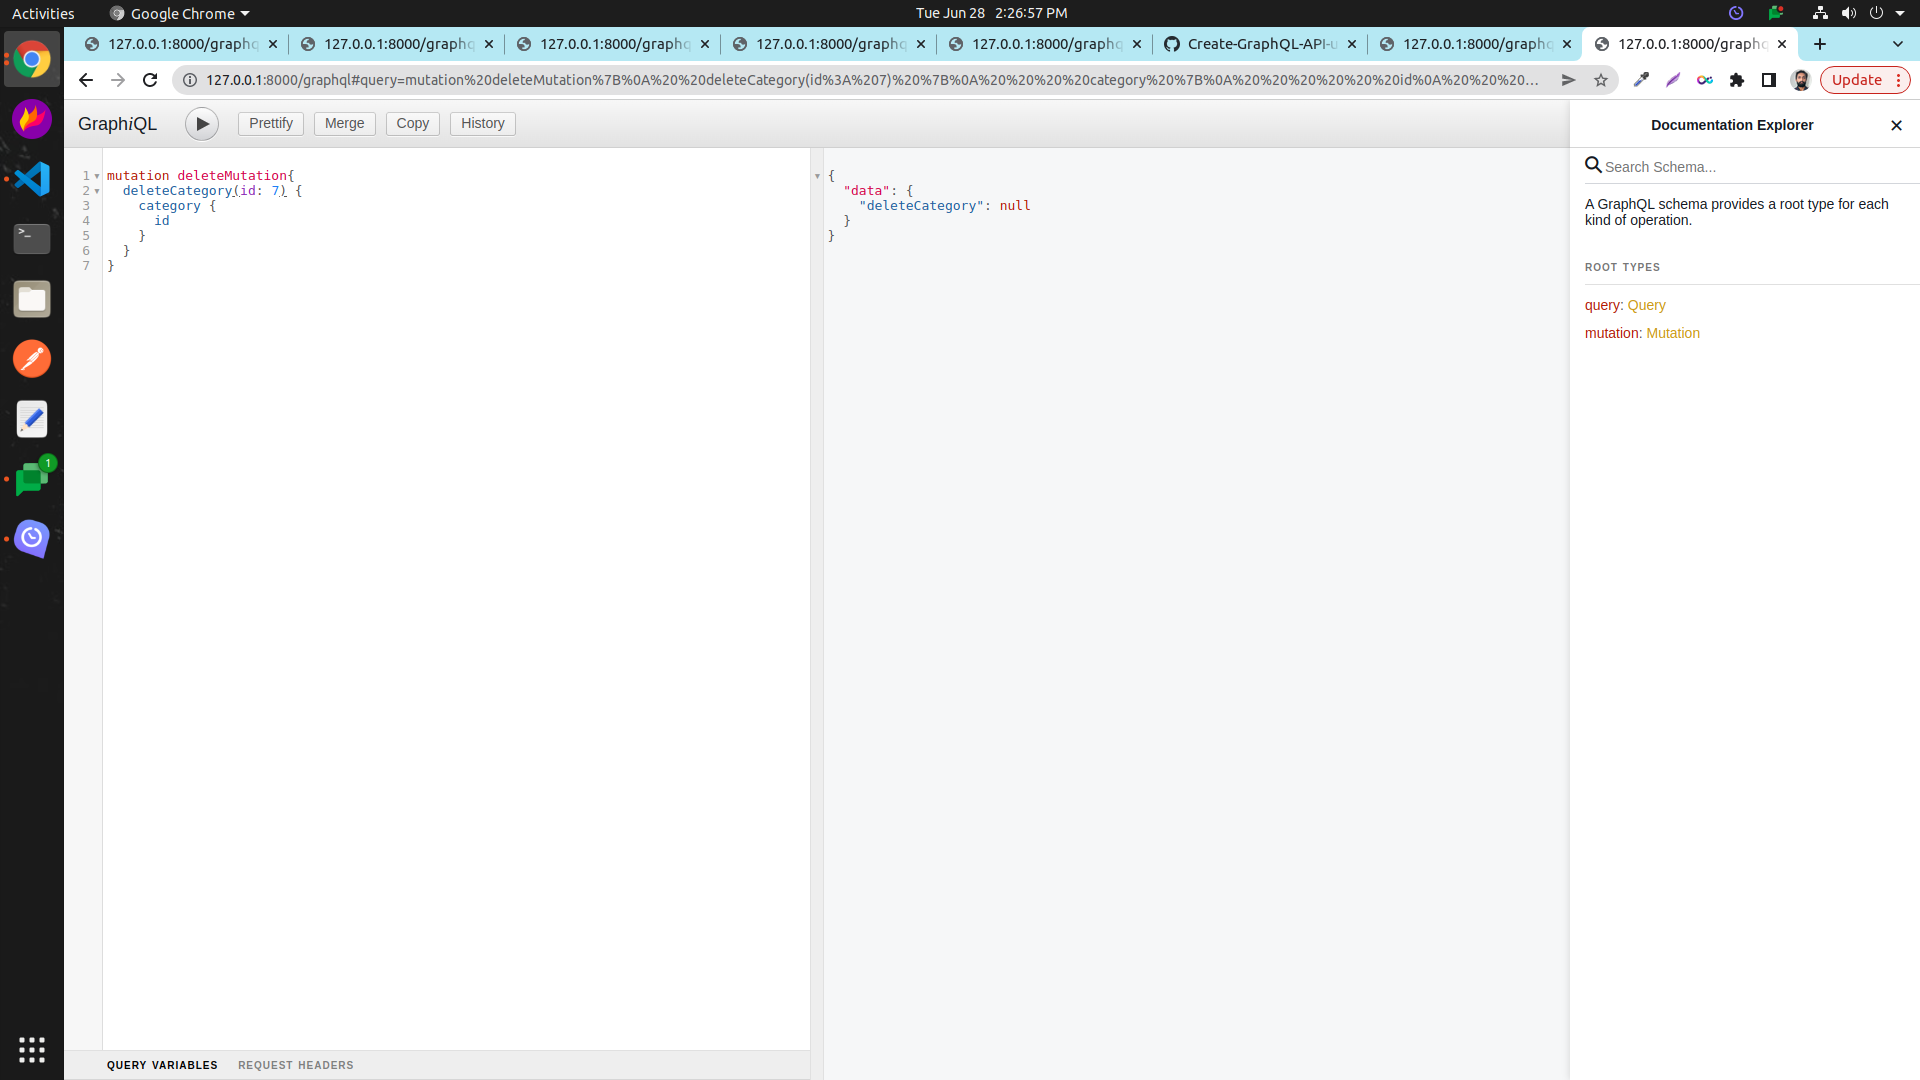 Activities
Google Chrome
Tue Jun 28 2:26:57 PM
127.0.0.1:8000/graphq
127.0.0.1:8000/graphq
127.0.0.1:8000/graphq
127.0.0.1:8000/graphq
127.0.0.1:8000/graphq
Create-GraphQL-API-u
127.0.0.1:8000/graphq
127.0.0.1:8000/graphq
127.0.0.1:8000/graphql#query=mutation%20deleteMutation%7B%0A%20%20deleteCategory(id%3A%207)%20%7B%0A%20%20%20%20category%20%7B%0A%20%20%20%20%20%20id%0A%20%20%20...
Update
GraphiQL
Prettify
Merge
Copy
History
1 mutation deleteMutation{
2 deleteCategory(id: 7) {
3 category {
4 id
5 }
6 }
7 }
{
"data": {
"deleteCategory": null
}
}
Documentation Explorer
Search Schema...
A GraphQL schema provides a root type for each
kind of operation.
ROOT TYPES
query: Query
mutation: Mutation
1
QUERY VARIABLES
REQUEST HEADERS